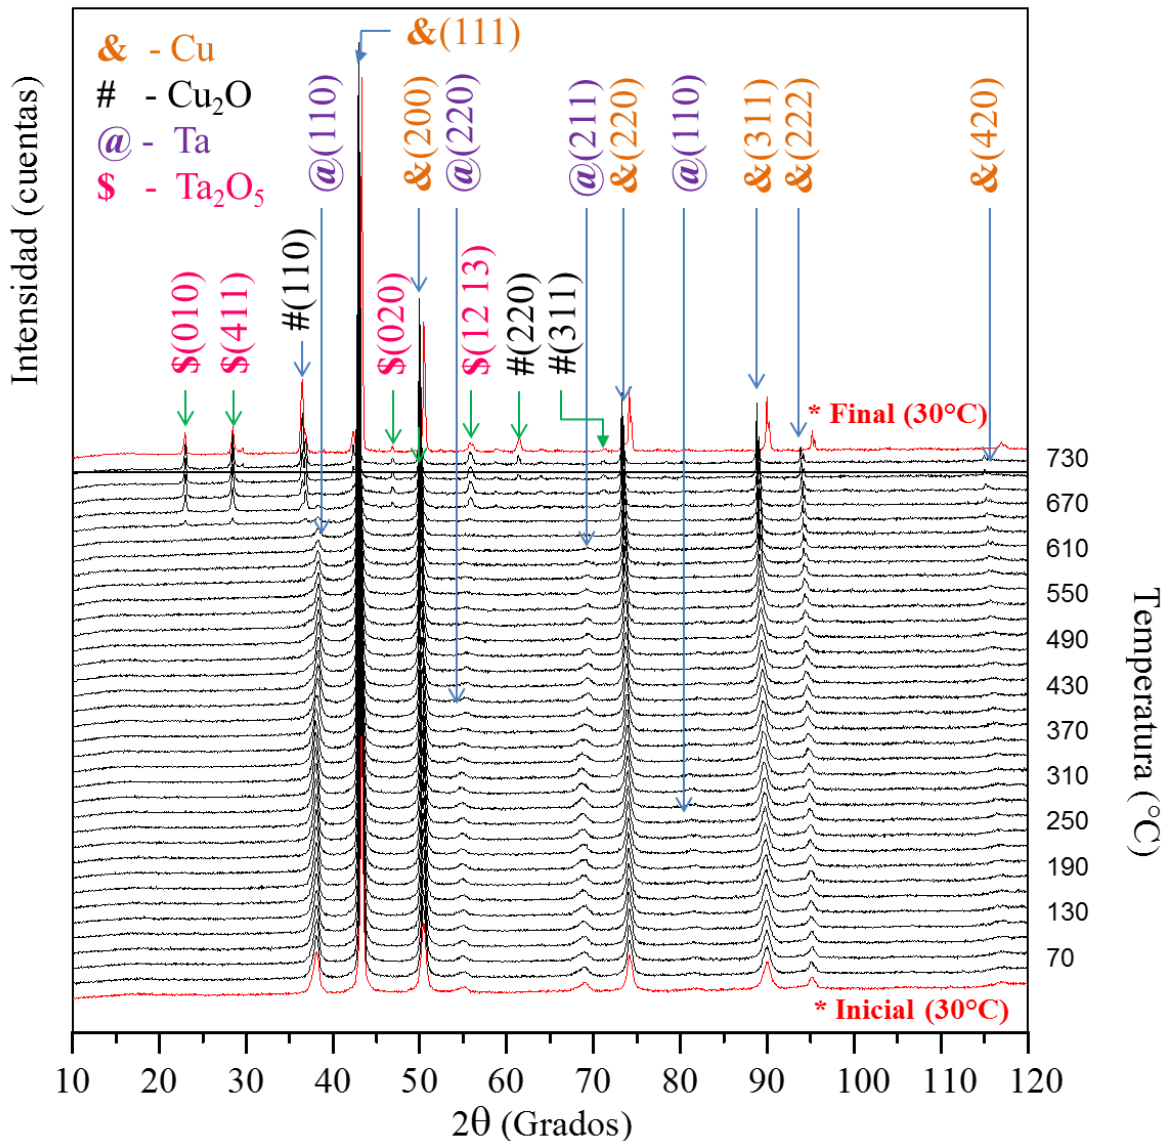 & - Cu
# - Cu₂O
@ - Ta
$ - Ta₂O₅
&(111)
@(110)
&(200)
@(220)
@(211)
&(220)
@(110)
&(311)
&(222)
&(420)
$(010)
$(411)
#(110)
$(020)
$(12 13)
#(220)
#(311)
* Final (30°C)
* Inicial (30°C)
Intensidad (cuentas)
730
670
610
550
490
430
370
310
250
190
130
70
Temperatura (°C)
10 20 30 40 50 60 70 80 90 100 110 120
2θ (Grados)